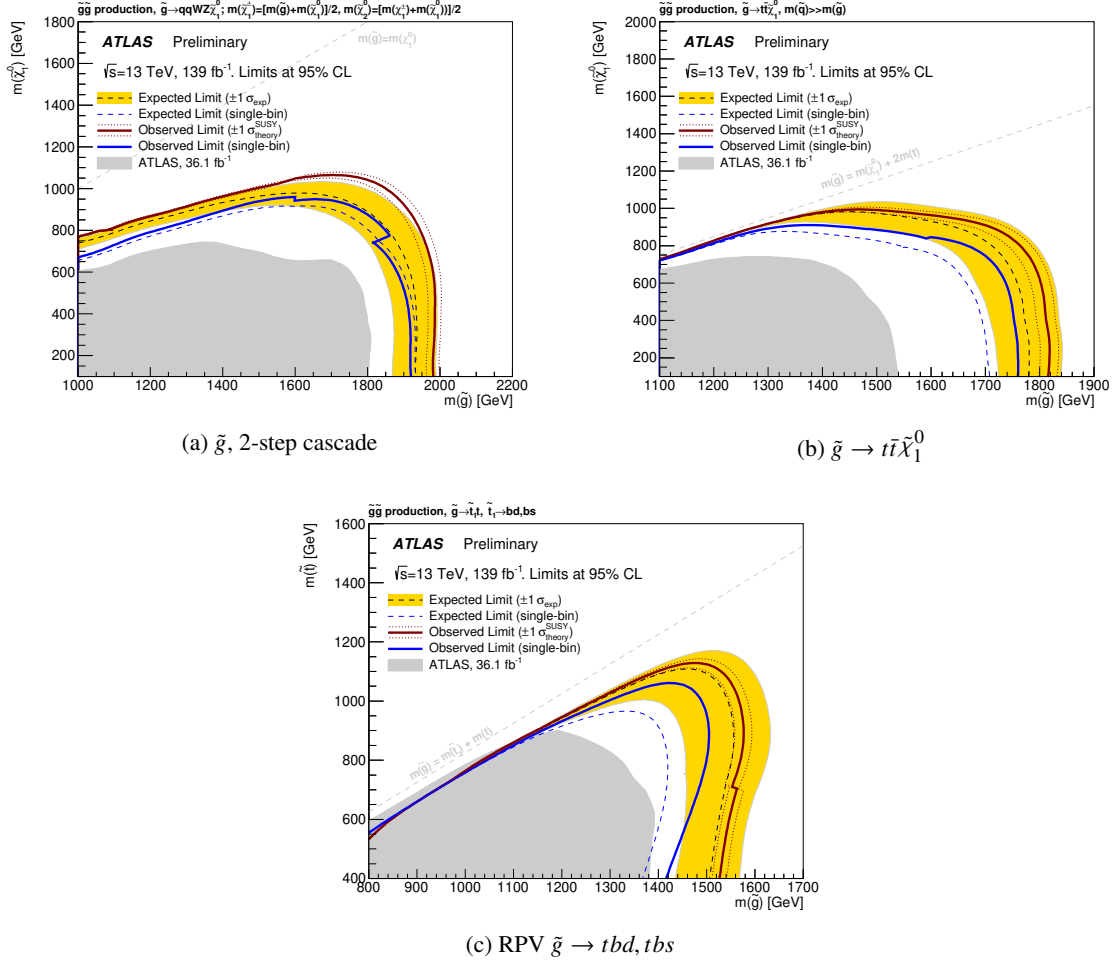 g̃g̃ production, g̃→qqWZχ̃₁⁰; m(χ̃₁±)=[m(g̃)+m(χ̃₁⁰)]/2, m(χ̃₂⁰)=[m(χ̃₁±)+m(χ̃₁⁰))]/2
m(χ̃₁⁰) [GeV]
1800
1600
1400
1200
1000
800
600
400
200
ATLAS Preliminary
√s=13 TeV, 139 fb⁻¹. Limits at 95% CL
Expected Limit (±1 σexp)
Expected Limit (single-bin)
Observed Limit (±1 σ SUSY theory)
Observed Limit (single-bin)
ATLAS, 36.1 fb⁻¹
m(g̃)=m(χ̃₁⁰)
1000 1200 1400 1600 1800 2000 2200
m(g̃) [GeV]
(a) g̃, 2-step cascade
g̃g̃ production, g̃→tt̄χ̃₁⁰, m(q̃)>>m(g̃)
m(χ̃₁⁰) [GeV]
2000
1800
1600
1400
1200
1000
800
600
400
200
ATLAS Preliminary
√s=13 TeV, 139 fb⁻¹. Limits at 95% CL
Expected Limit (±1 σexp)
Expected Limit (single-bin)
Observed Limit (±1 σ SUSY theory)
Observed Limit (single-bin)
ATLAS, 36.1 fb⁻¹
m(g̃) = m(χ̃₁⁰) + 2m(t)
1100 1200 1300 1400 1500 1600 1700 1800 1900
m(g̃) [GeV]
(b) g̃ → tt̄χ̃₁⁰
g̃g̃ production, g̃→t̃₁t, t̃₁→bd,bs
m(t̃) [GeV]
1600
1400
1200
1000
800
600
400
ATLAS Preliminary
√s=13 TeV, 139 fb⁻¹. Limits at 95% CL
Expected Limit (±1 σexp)
Expected Limit (single-bin)
Observed Limit (±1 σ SUSY theory)
Observed Limit (single-bin)
ATLAS, 36.1 fb⁻¹
m(g̃) = m(t̃₁) + m(t)
800 900 1000 1100 1200 1300 1400 1500 1600 1700
m(g̃) [GeV]
(c) RPV g̃ → tbd, tbs